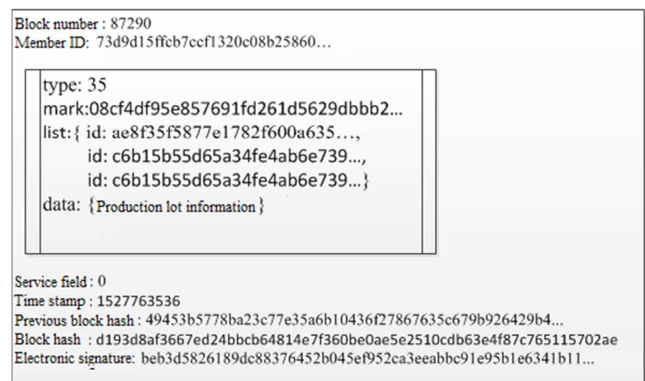 Block number : 87290
Member ID: 73d9d15ffcb7ccf1320c08b25860...
type: 35
mark:08cf4df95e857691fd261d5629dbbb2...
list:{ id: ae8f35f5877e1782f600a635...,
id: c6b15b55d65a34fe4ab6e739...,
id: c6b15b55d65a34fe4ab6e739...}
data: {Production lot information}
Service field : 0
Time stamp : 1527763536
Previous block hash : 49453b5778ba23c77e35a6b10436f27867635c679b926429b4...
Block hash : d193d8af3667ed24bbcb64814e7f360be0ae5e2510cdb63e4f87c765115702ae
Electronic signature: beb3d5826189dc88376452b045ef952ca3eeabbc91e95b1e6341b11...